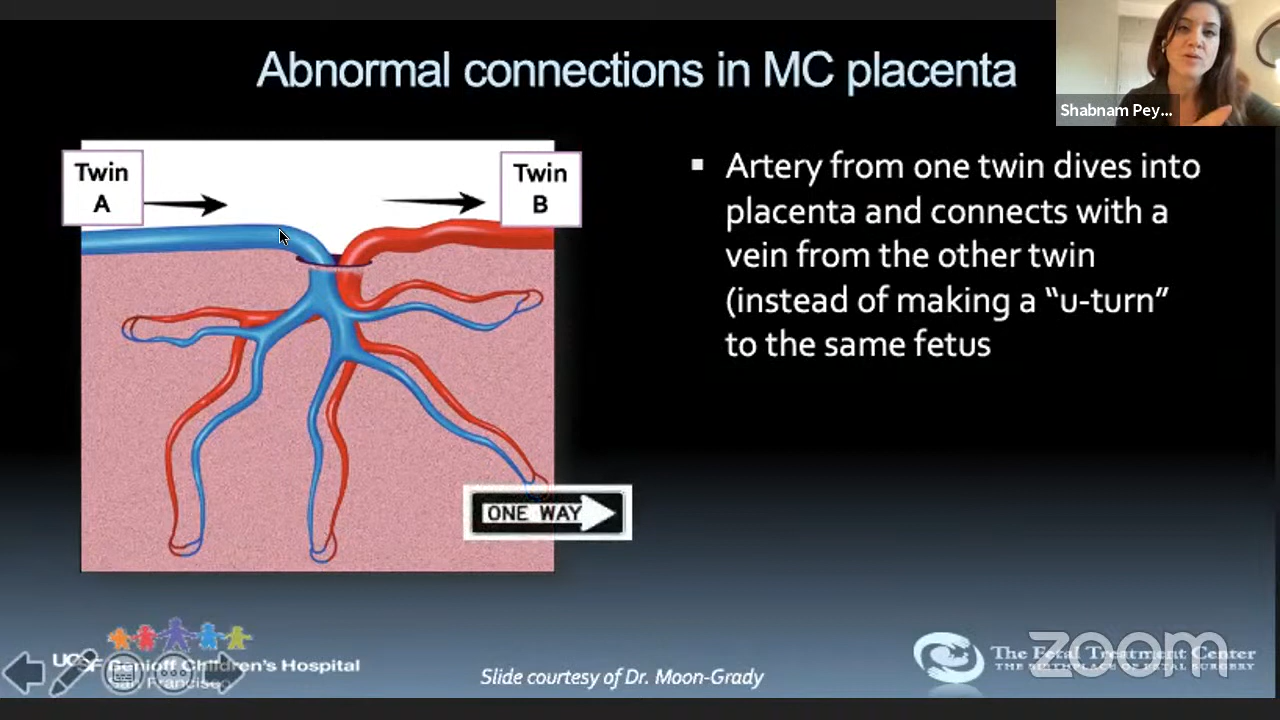 Abnormal connections in MC placenta
Shabnam Pey...
Twin
A
Twin
B
▪ Artery from one twin dives into
placenta and connects with a
vein from the other twin
(instead of making a “u-turn”
to the same fetus
ONE WAY
UCSF Benioff Children's Hospital
San Francisco
Slide courtesy of Dr. Moon-Grady
The Fetal Treatment Center
THE BIRTHPLACE OF FETAL SURGERY
zoom